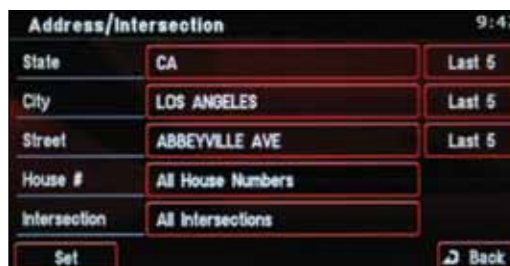 Address/Intersection 9:42
State CA Last 5
City LOS ANGELES Last 5
Street ABBEYVILLE AVE Last 5
House # All House Numbers
Intersection All Intersections
Set Back